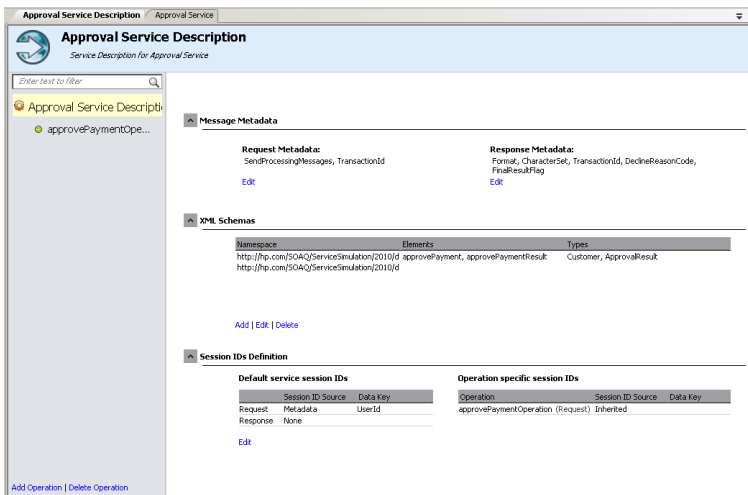 Approval Service Description
Approval Service
Approval Service Description
Service Description for Approval Service
Enter text to filter
Approval Service Descripti
approvePaymentOpe...
Message Metadata
Request Metadata:
SendProcessingMessages, TransactionId
Edit
Response Metadata:
Format, CharacterSet, TransactionId, DeclineReasonCode,
FinalResultFlag
Edit
XML Schemas
Namespace Elements Types
http://hp.com/SOAQ/ServiceSimulation/2010/d approvePayment, approvePaymentResult Customer, ApprovalResult
http://hp.com/SOAQ/ServiceSimulation/2010/d
Add | Edit | Delete
Session IDs Definition
Default service session IDs
Session ID Source Data Key
Request Metadata UserId
Response None
Edit
Operation specific session IDs
Operation Session ID Source Data Key
approvePaymentOperation (Request) Inherited
Add Operation | Delete Operation